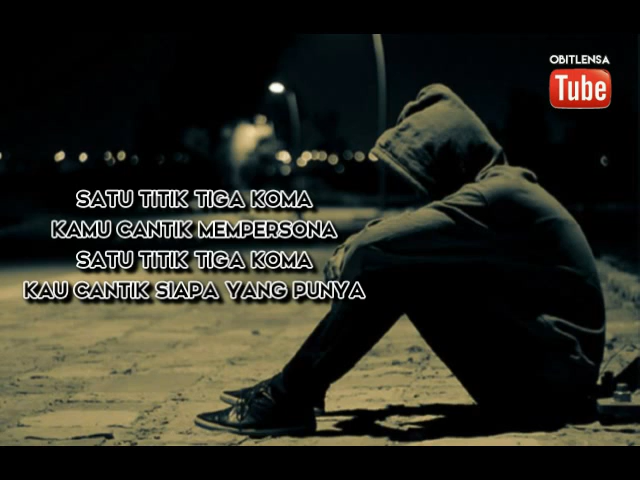 OBITLENSA
Tube
SATU TITIK TIGA KOMA
KAMU CANTIK MEMPERSONA
SATU TITIK TIGA KOMA
KAU CANTIK SIAPA YANG PUNYA